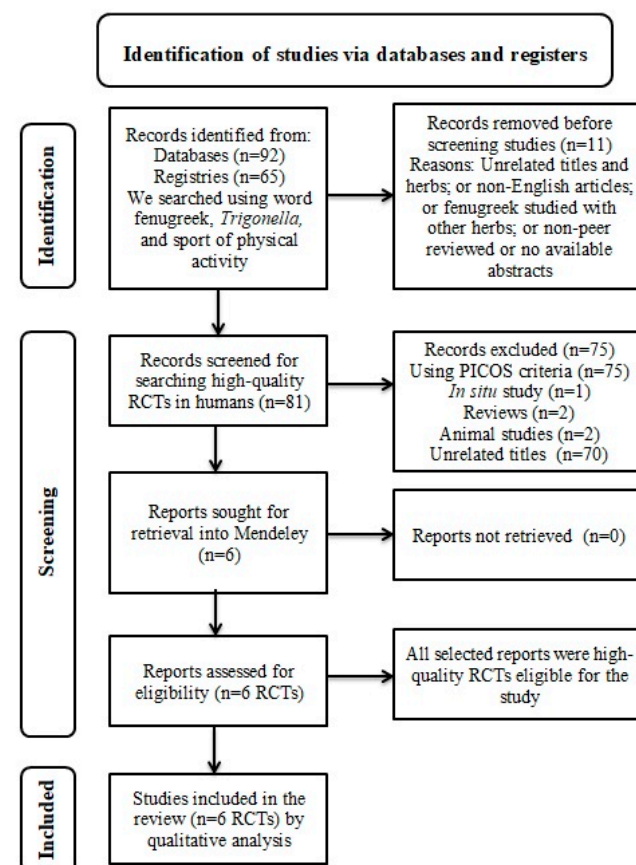 Identification of studies via databases and registers
Identification
Records identified from:
Databases (n=92)
Registries (n=65)
We searched using word
fenugreek, Trigonella,
and sport of physical
activity
Records removed before
screening studies (n=11)
Reasons: Unrelated titles and
herbs; or non-English articles;
or fenugreek studied with
other herbs; or non-peer
reviewed or no available
abstracts
Screening
Records screened for
searching high-quality
RCTs in humans (n=81)
Records excluded (n=75)
Using PICOS criteria (n=75)
In situ study (n=1)
Reviews (n=2)
Animal studies (n=2)
Unrelated titles (n=70)
Reports sought for
retrieval into Mendeley
(n=6)
Reports not retrieved (n=0)
Reports assessed for
eligibility (n=6 RCTs)
All selected reports were high-
quality RCTs eligible for the
study
Included
Studies included in the
review (n=6 RCTs) by
qualitative analysis